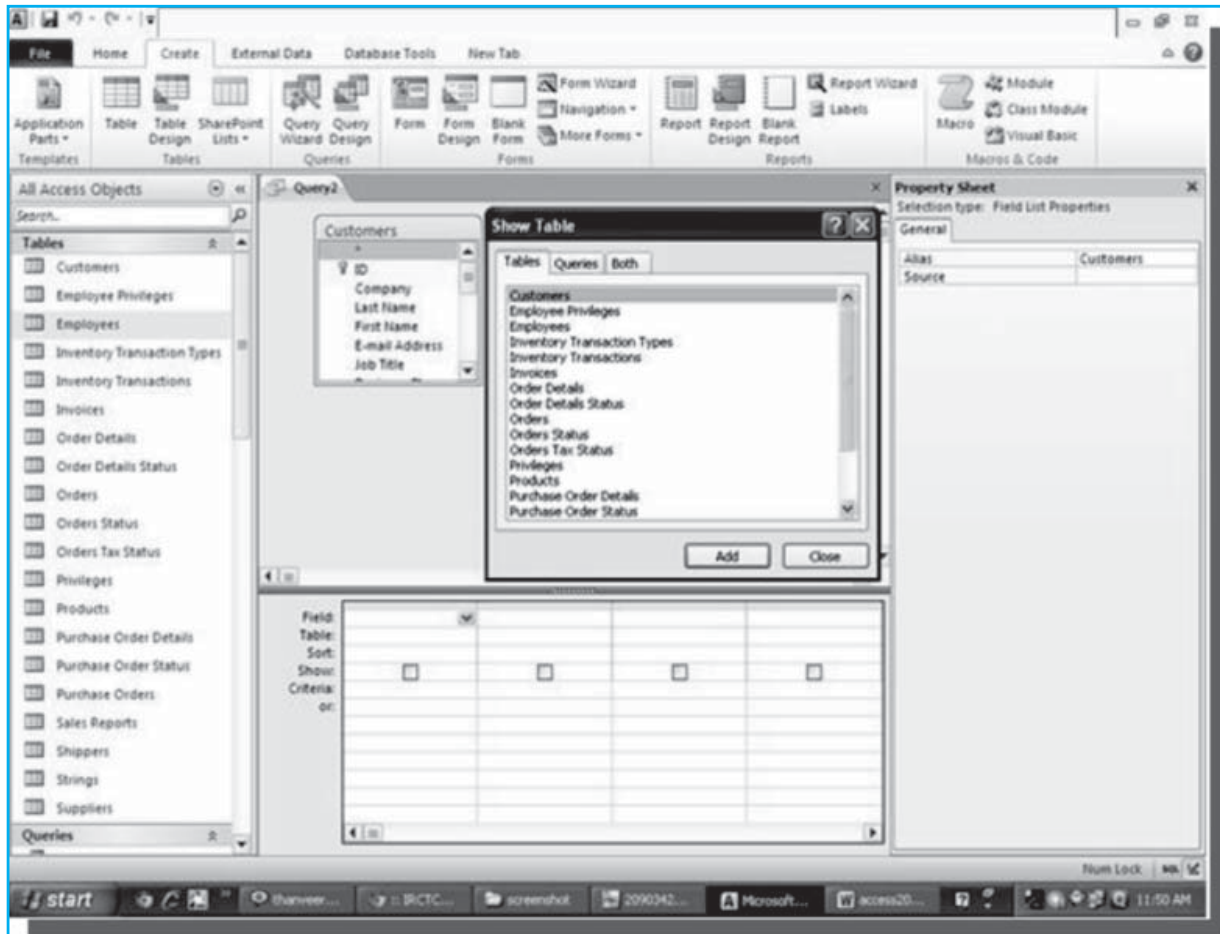 File Home Create External Data Database Tools New Tab
Application Parts
Table
Table Design
SharePoint Lists
Query Wizard
Query Design
Form
Form Design
Blank Form
Form Wizard
Navigation
More Forms
Report
Report Design
Blank Report
Report Wizard
Labels
Macro
Module
Class Module
Visual Basic
Templates Tables Queries Forms Reports Macros & Code
All Access Objects
Search..
Tables
Customers
Employee Privileges
Employees
Inventory Transaction Types
Inventory Transactions
Invoices
Order Details
Order Details Status
Orders
Orders Status
Orders Tax Status
Privileges
Products
Purchase Order Details
Purchase Order Status
Purchase Orders
Sales Reports
Shippers
Strings
Suppliers
Queries
Query2
Customers
*
ID
Company
Last Name
First Name
E-mail Address
Job Title
Show Table
Tables Queries Both
Customers
Employee Privileges
Employees
Inventory Transaction Types
Inventory Transactions
Invoices
Order Details
Order Details Status
Orders
Orders Status
Orders Tax Status
Privileges
Products
Purchase Order Details
Purchase Order Status
Add Close
Field:
Table:
Sort:
Show:
Criteria:
or:
Property Sheet
Selection type: Field List Properties
General
Alias Customers
Source
Num Lock SQL
start thanveer... :: IRCTC... screenshot 2090342... Microsoft... access20... 11:50 AM